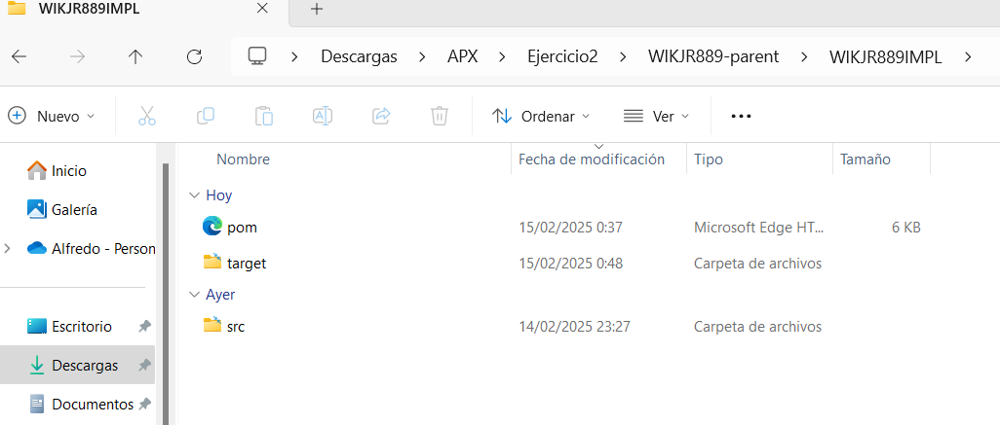 WIKJR889IMPL
Descargas APX Ejercicio2 WIKJR889-parent WIKJR889IMPL
Nuevo Ordenar Ver
Nombre Fecha de modificación Tipo Tamaño
Inicio
Galería
Alfredo - Person
Escritorio
Descargas
Documentos
Hoy
pom 15/02/2025 0:37 Microsoft Edge HT... 6 KB
target 15/02/2025 0:48 Carpeta de archivos
Ayer
src 14/02/2025 23:27 Carpeta de archivos